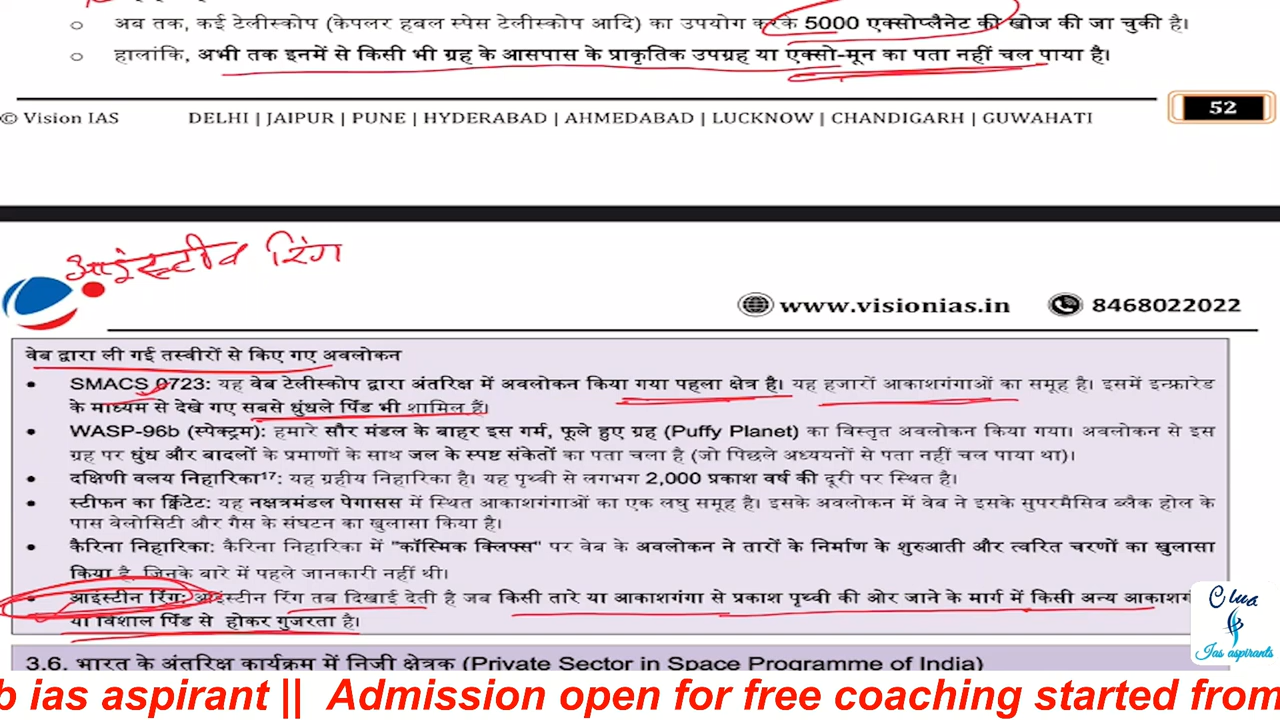 अब तक, कई टेलीस्कोप (केपलर हबल स्पेस टेलीस्कोप आदि) का उपयोग करके 5000 एक्सोप्लैनेट की खोज की जा चुकी है।
हालांकि, अभी तक इनमें से किसी भी ग्रह के आसपास के प्राकृतिक उपग्रह या एक्सो-मून का पता नहीं चल पाया है।
© Vision IAS DELHI | JAIPUR | PUNE | HYDERABAD | AHMEDABAD | LUCKNOW | CHANDIGARH | GUWAHATI 52
आइंस्टीन रिंग
www.visionias.in 8468022022
वेब द्वारा ली गई तस्वीरों से किए गए अवलोकन
SMACS 0723: यह वेब टेलीस्कोप द्वारा अंतरिक्ष में अवलोकन किया गया पहला क्षेत्र है। यह हजारों आकाशगंगाओं का समूह है। इसमें इन्फ्रारेड
के माध्यम से देखे गए सबसे धुंधले पिंड भी शामिल हैं।
WASP-96b (स्पेक्ट्रम): हमारे सौर मंडल के बाहर इस गर्म, फूले हुए ग्रह (Puffy Planet) का विस्तृत अवलोकन किया गया। अवलोकन से इस
ग्रह पर धुंध और बादलों के प्रमाणों के साथ जल के स्पष्ट संकेतों का पता चला है (जो पिछले अध्ययनों से पता नहीं चल पाया था)।
दक्षिणी वलय निहारिका17: यह ग्रहीय निहारिका है। यह पृथ्वी से लगभग 2,000 प्रकाश वर्ष की दूरी पर स्थित है।
स्टीफन का क्विंटेट: यह नक्षत्रमंडल पेगासस में स्थित आकाशगंगाओं का एक लघु समूह है। इसके अवलोकन में वेब ने इसके सुपरमैसिव ब्लैक होल के
पास वेलोसिटी और गैस के संघटन का खुलासा किया है।
कैरिना निहारिका: कैरिना निहारिका में "कॉस्मिक क्लिफ्स" पर वेब के अवलोकन ने तारों के निर्माण के शुरुआती और त्वरित चरणों का खुलासा
किया है, जिनके बारे में पहले जानकारी नहीं थी।
आईस्टीन रिंग: आईस्टीन रिंग तब दिखाई देती है जब किसी तारे या आकाशगंगा से प्रकाश पृथ्वी की ओर जाने के मार्ग में किसी अन्य आकाशग
या विशाल पिंड से होकर गुजरता है।
Clua
Ias aspirants
3.6. भारत के अंतरिक्ष कार्यक्रम में निजी क्षेत्रक (Private Sector in Space Programme of India)
b ias aspirant || Admission open for free coaching started from